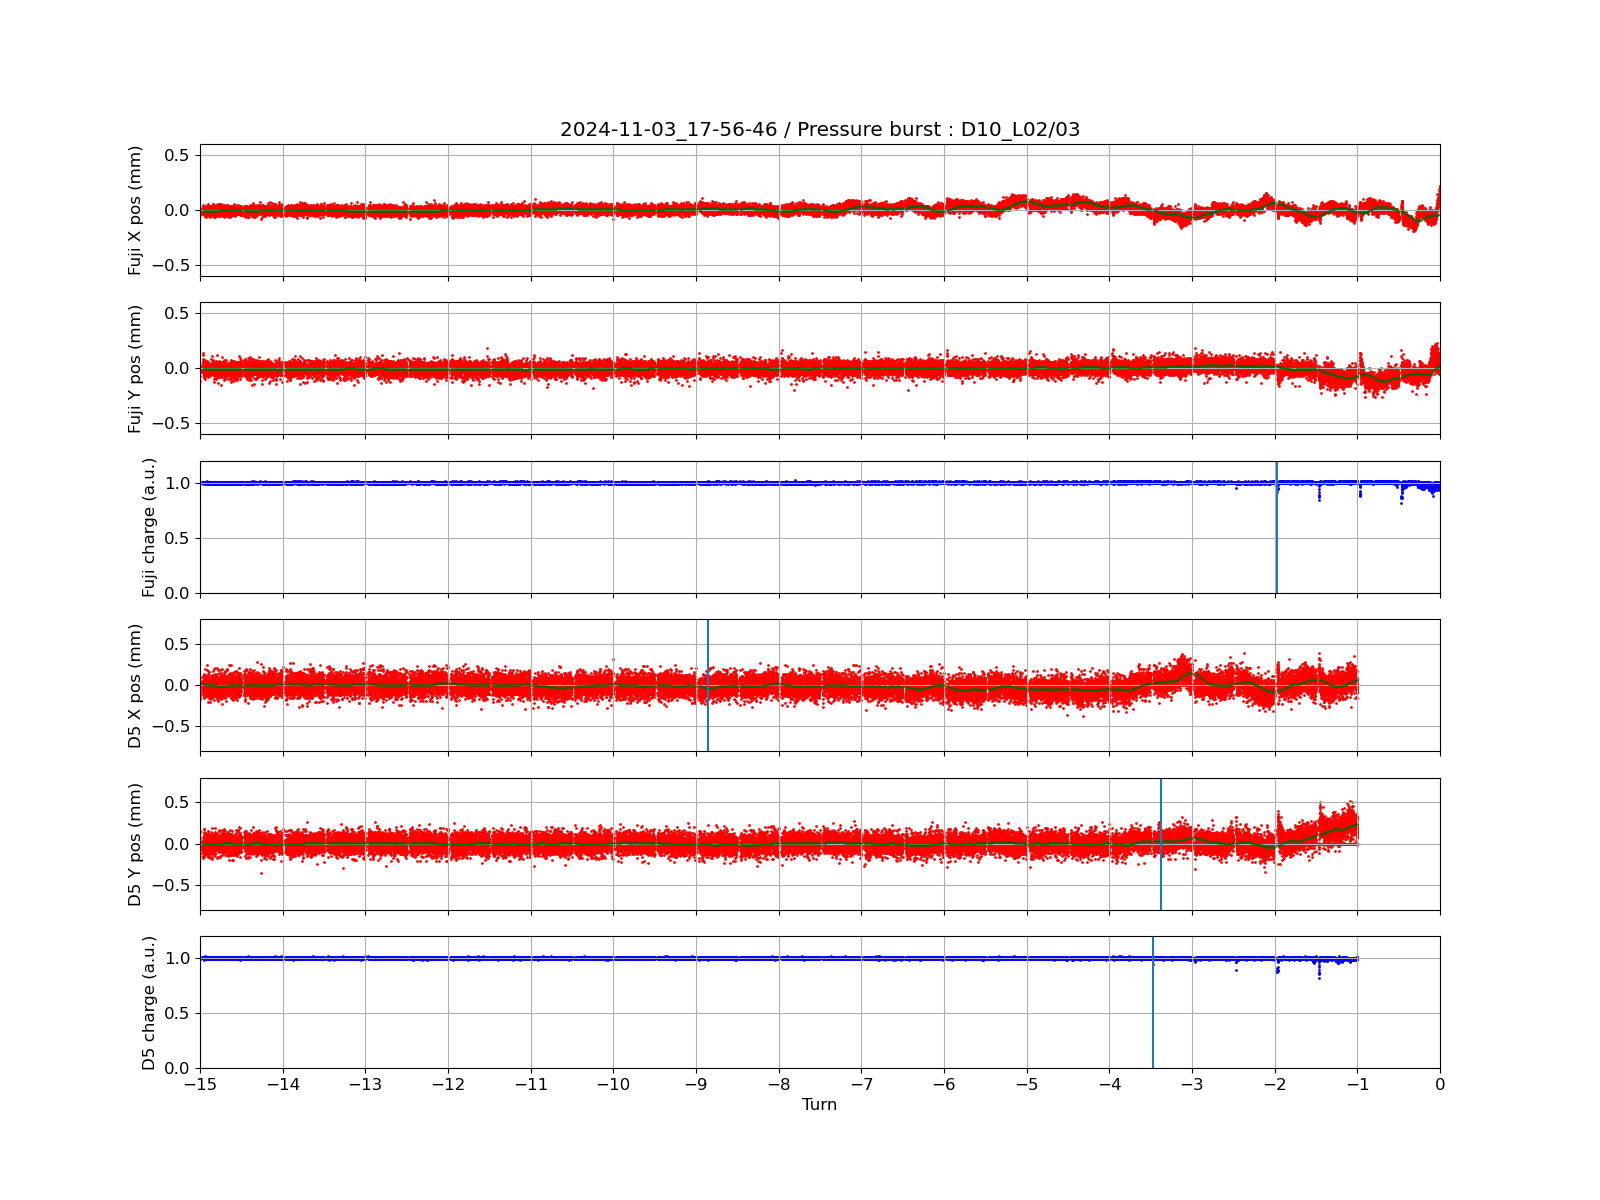 2024-11-03_17-56-46 / Pressure burst : D10_L02/03
Fuji X pos (mm)
0.5
0.0
−0.5
Fuji Y pos (mm)
0.5
0.0
−0.5
Fuji charge (a.u.)
1.0
0.5
0.0
D5 X pos (mm)
0.5
0.0
−0.5
D5 Y pos (mm)
0.5
0.0
−0.5
D5 charge (a.u.)
1.0
0.5
0.0
−15 −14 −13 −12 −11 −10 −9 −8 −7 −6 −5 −4 −3 −2 −1 0
Turn